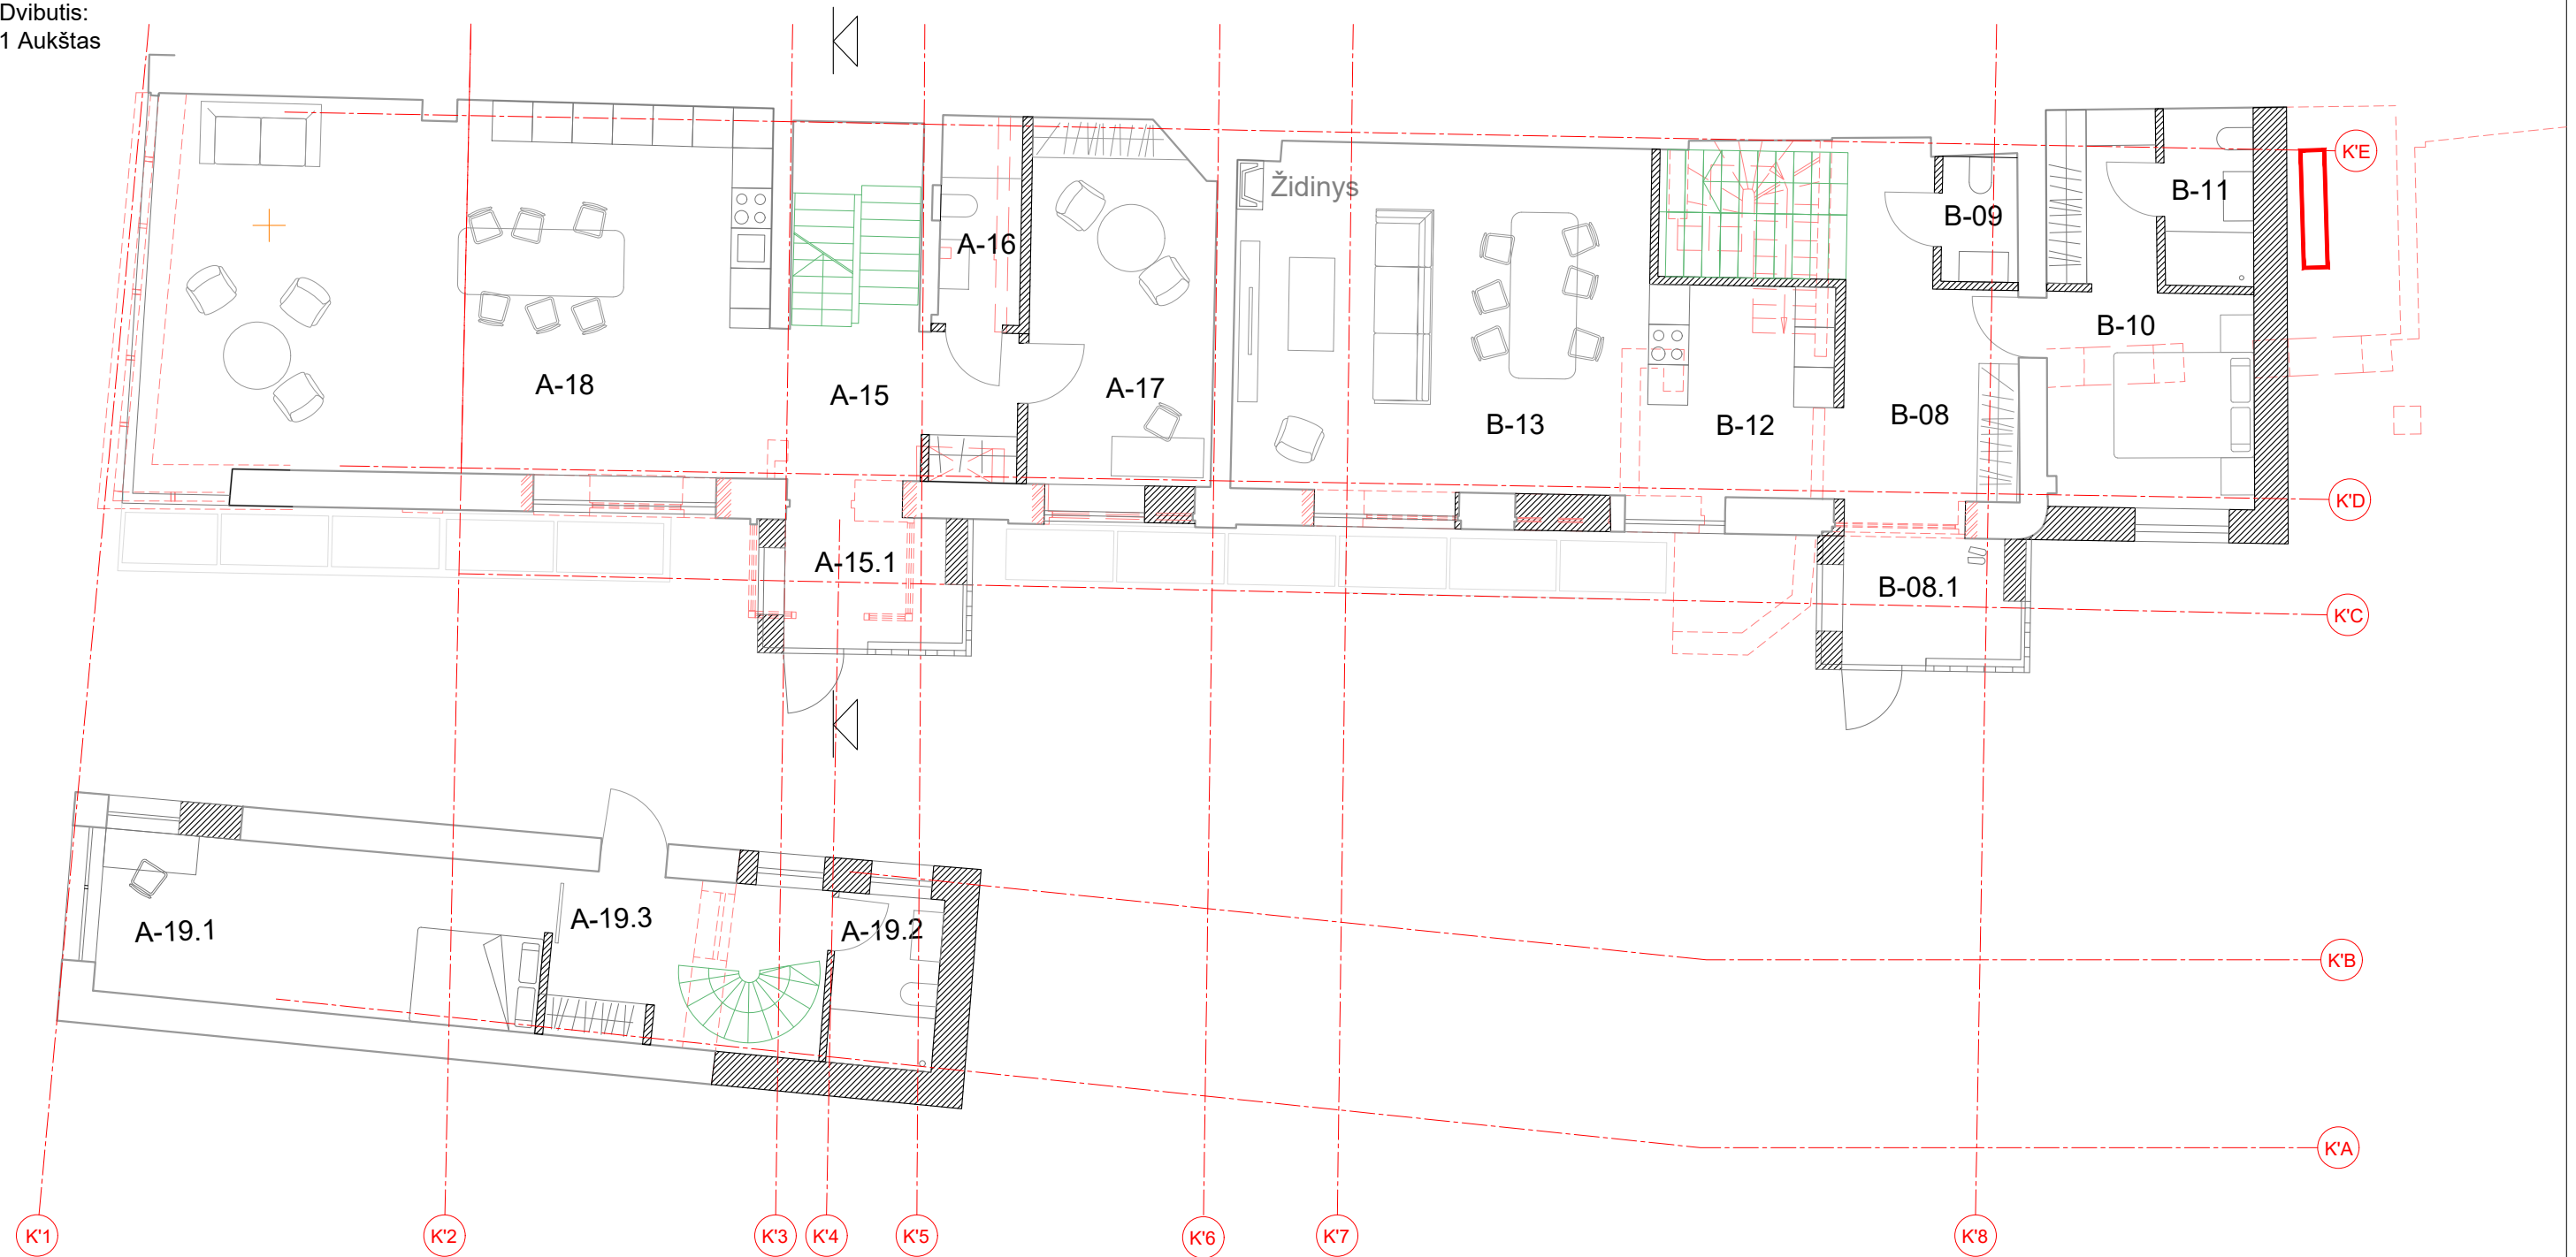 Dvibutis:
1 Aukštas
K'E
Židinys
B-11
B-09
A-16
B-10
A-18
A-15
A-17
B-13
B-12
B-08
K'D
A-15.1
B-08.1
K'C
A-19.1
A-19.3
A-19.2
K'B
K'A
K'1
K'2
K'3
K'4
K'5
K'6
K'7
K'8